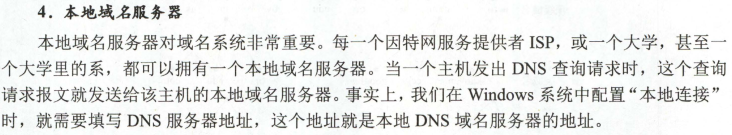 4．本地域名服务器
本地域名服务器对域名系统非常重要。每一个因特网服务提供者 ISP，或一个大学，甚至一
个大学里的系，都可以拥有一个本地域名服务器。当一个主机发出 DNS 查询请求时，这个查询
请求报文就发送给该主机的本地域名服务器。事实上，我们在 Windows 系统中配置“本地连接”
时，就需要填写 DNS 服务器地址，这个地址就是本地 DNS 域名服务器的地址。